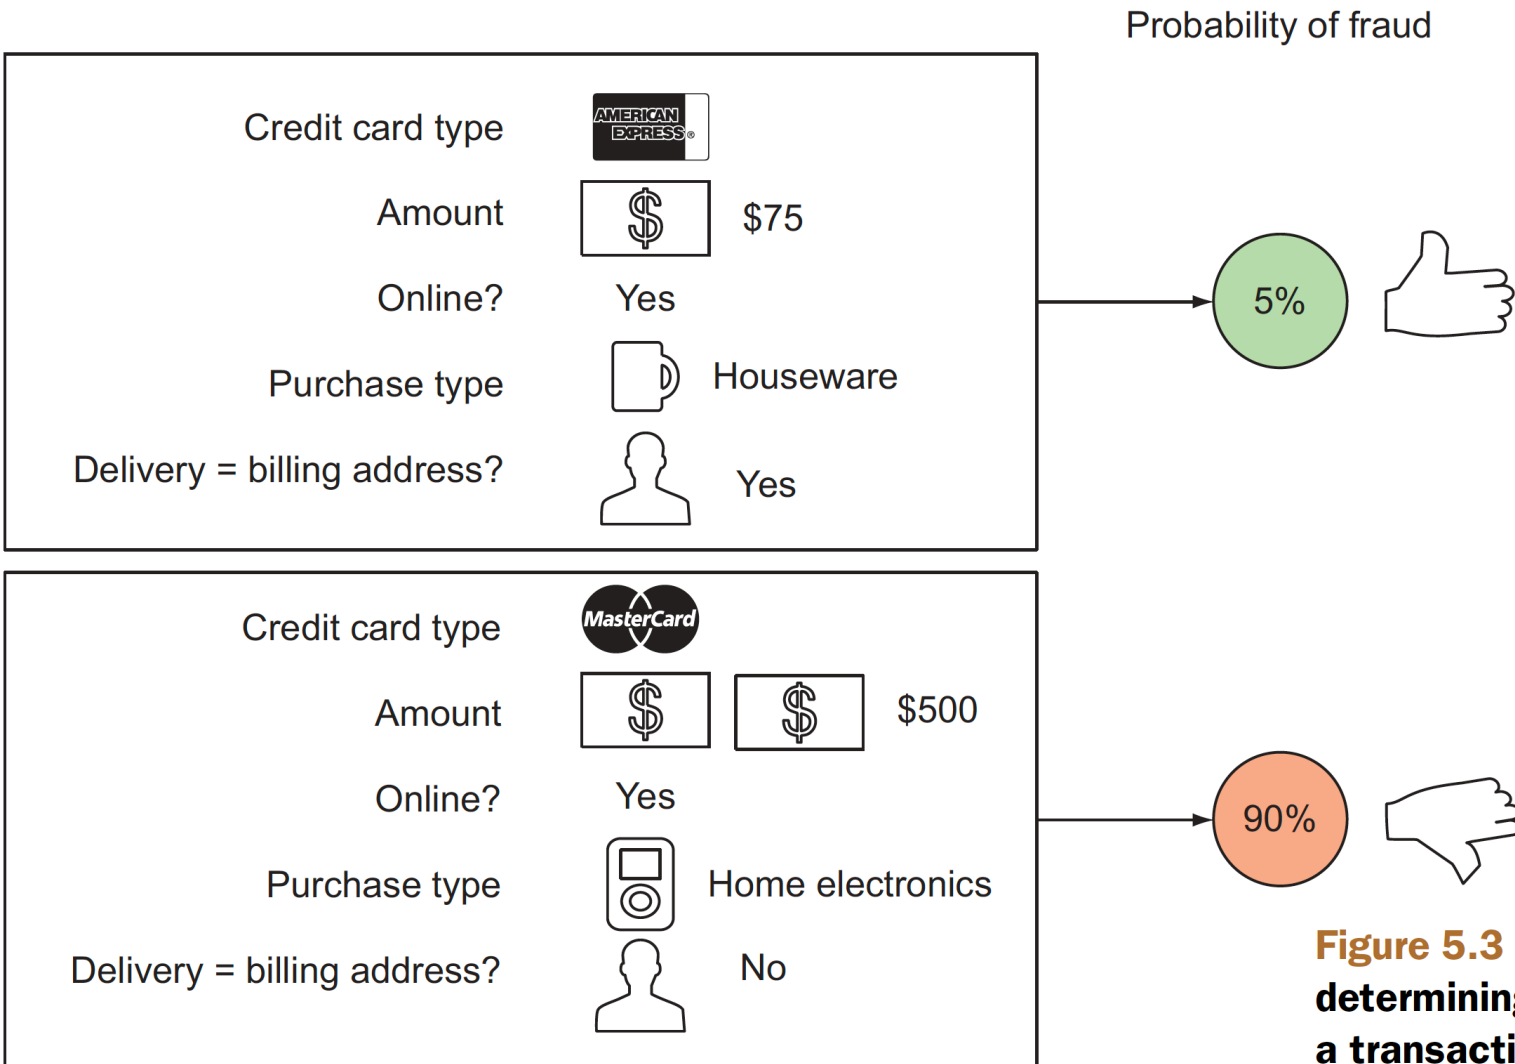 Probability of fraud
Credit card type
AMERICAN
EXPRESS®
Amount
$
$75
Online?
Yes
Purchase type
Houseware
Delivery = billing address?
Yes
5%
Credit card type
MasterCard
Amount
$
$
$500
Online?
Yes
Purchase type
Home electronics
Delivery = billing address?
No
90%
Figure 5.3
determining
a transacti